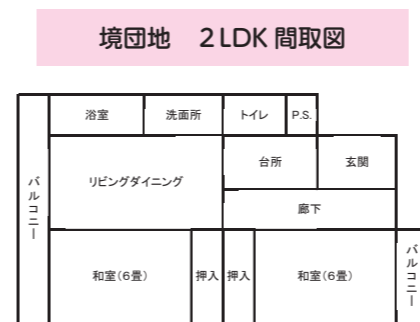 境団地　２LDK 間取図
浴室
洗面所
トイレ
P.S.
台所
玄関
リビングダイニング
バルコニー
廊下
和室（6畳）
押入
押入
和室（6畳）
バルコニー